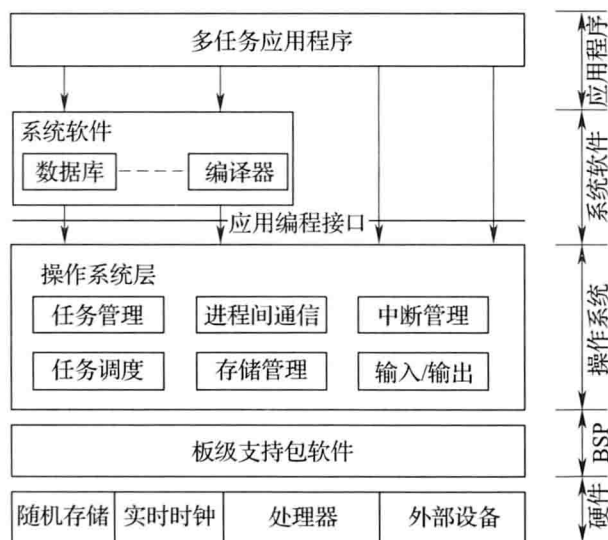 多任务应用程序
应用程序
系统软件
数据库
编译器
系统软件
应用编程接口
操作系统层
任务管理
进程间通信
中断管理
任务调度
存储管理
输入/输出
操作系统
板级支持包软件
BSP
随机存储
实时时钟
处理器
外部设备
硬件